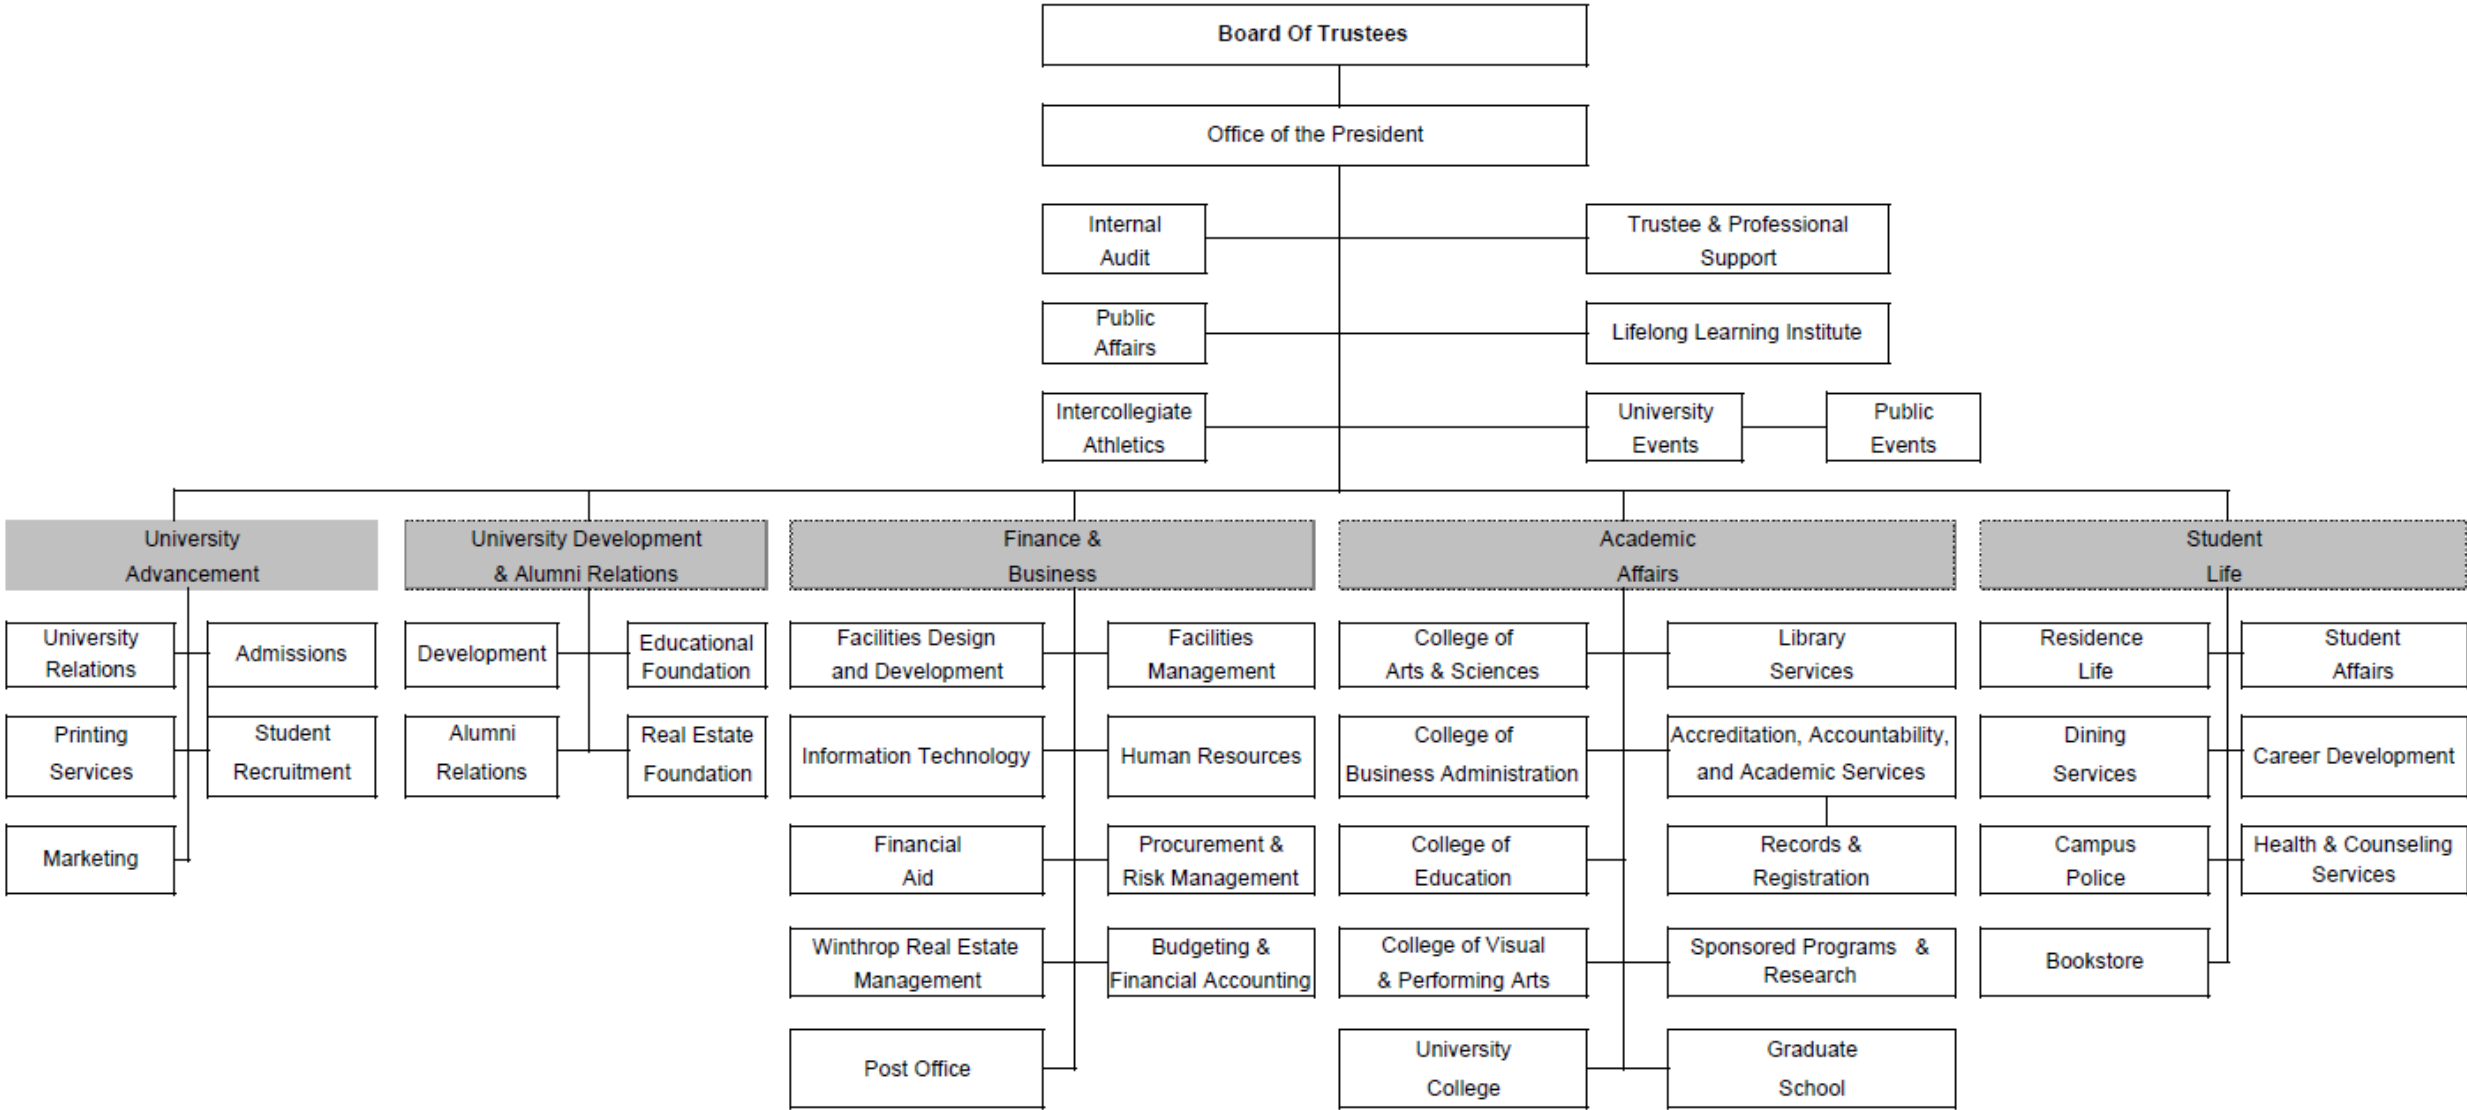 Board Of Trustees
Office of the President
Internal
Audit
Trustee & Professional
Support
Public
Affairs
Lifelong Learning Institute
Intercollegiate
Athletics
University
Events
Public
Events
University
Advancement
University Development
& Alumni Relations
Finance &
Business
Academic
Affairs
Student
Life
University
Relations
Admissions
Development
Educational
Foundation
Facilities Design
and Development
Facilities
Management
College of
Arts & Sciences
Library
Services
Residence
Life
Student
Affairs
Printing
Services
Student
Recruitment
Alumni
Relations
Real Estate
Foundation
Information Technology
Human Resources
College of
Business Administration
Accreditation, Accountability,
and Academic Services
Dining
Services
Career Development
Marketing
Financial
Aid
Procurement &
Risk Management
College of
Education
Records &
Registration
Campus
Police
Health & Counseling
Services
Winthrop Real Estate
Management
Budgeting &
Financial Accounting
College of Visual
& Performing Arts
Sponsored Programs &
Research
Bookstore
Post Office
University
College
Graduate
School